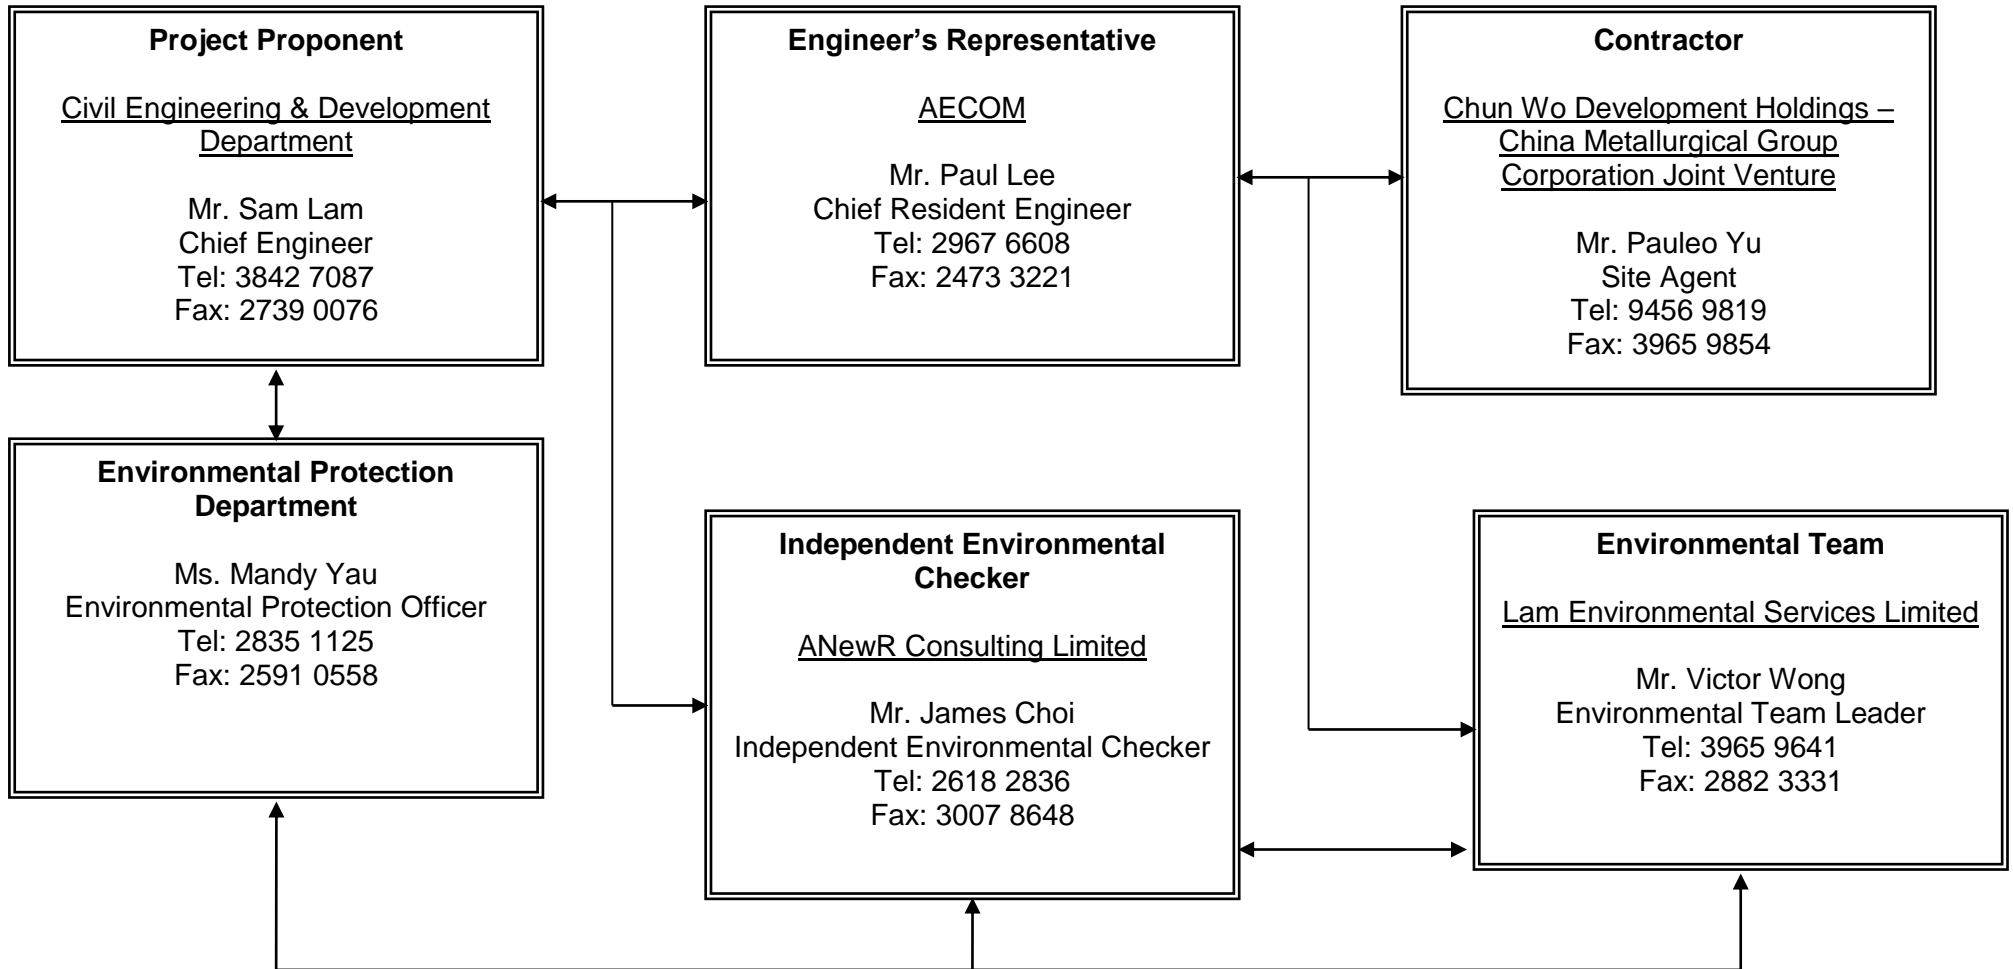 Project Proponent
Civil Engineering & Development
Department
Mr. Sam Lam
Chief Engineer
Tel: 3842 7087
Fax: 2739 0076
Engineer’s Representative
AECOM
Mr. Paul Lee
Chief Resident Engineer
Tel: 2967 6608
Fax: 2473 3221
Contractor
Chun Wo Development Holdings –
China Metallurgical Group
Corporation Joint Venture
Mr. Pauleo Yu
Site Agent
Tel: 9456 9819
Fax: 3965 9854
Environmental Protection
Department
Ms. Mandy Yau
Environmental Protection Officer
Tel: 2835 1125
Fax: 2591 0558
Independent Environmental
Checker
ANewR Consulting Limited
Mr. James Choi
Independent Environmental Checker
Tel: 2618 2836
Fax: 3007 8648
Environmental Team
Lam Environmental Services Limited
Mr. Victor Wong
Environmental Team Leader
Tel: 3965 9641
Fax: 2882 3331